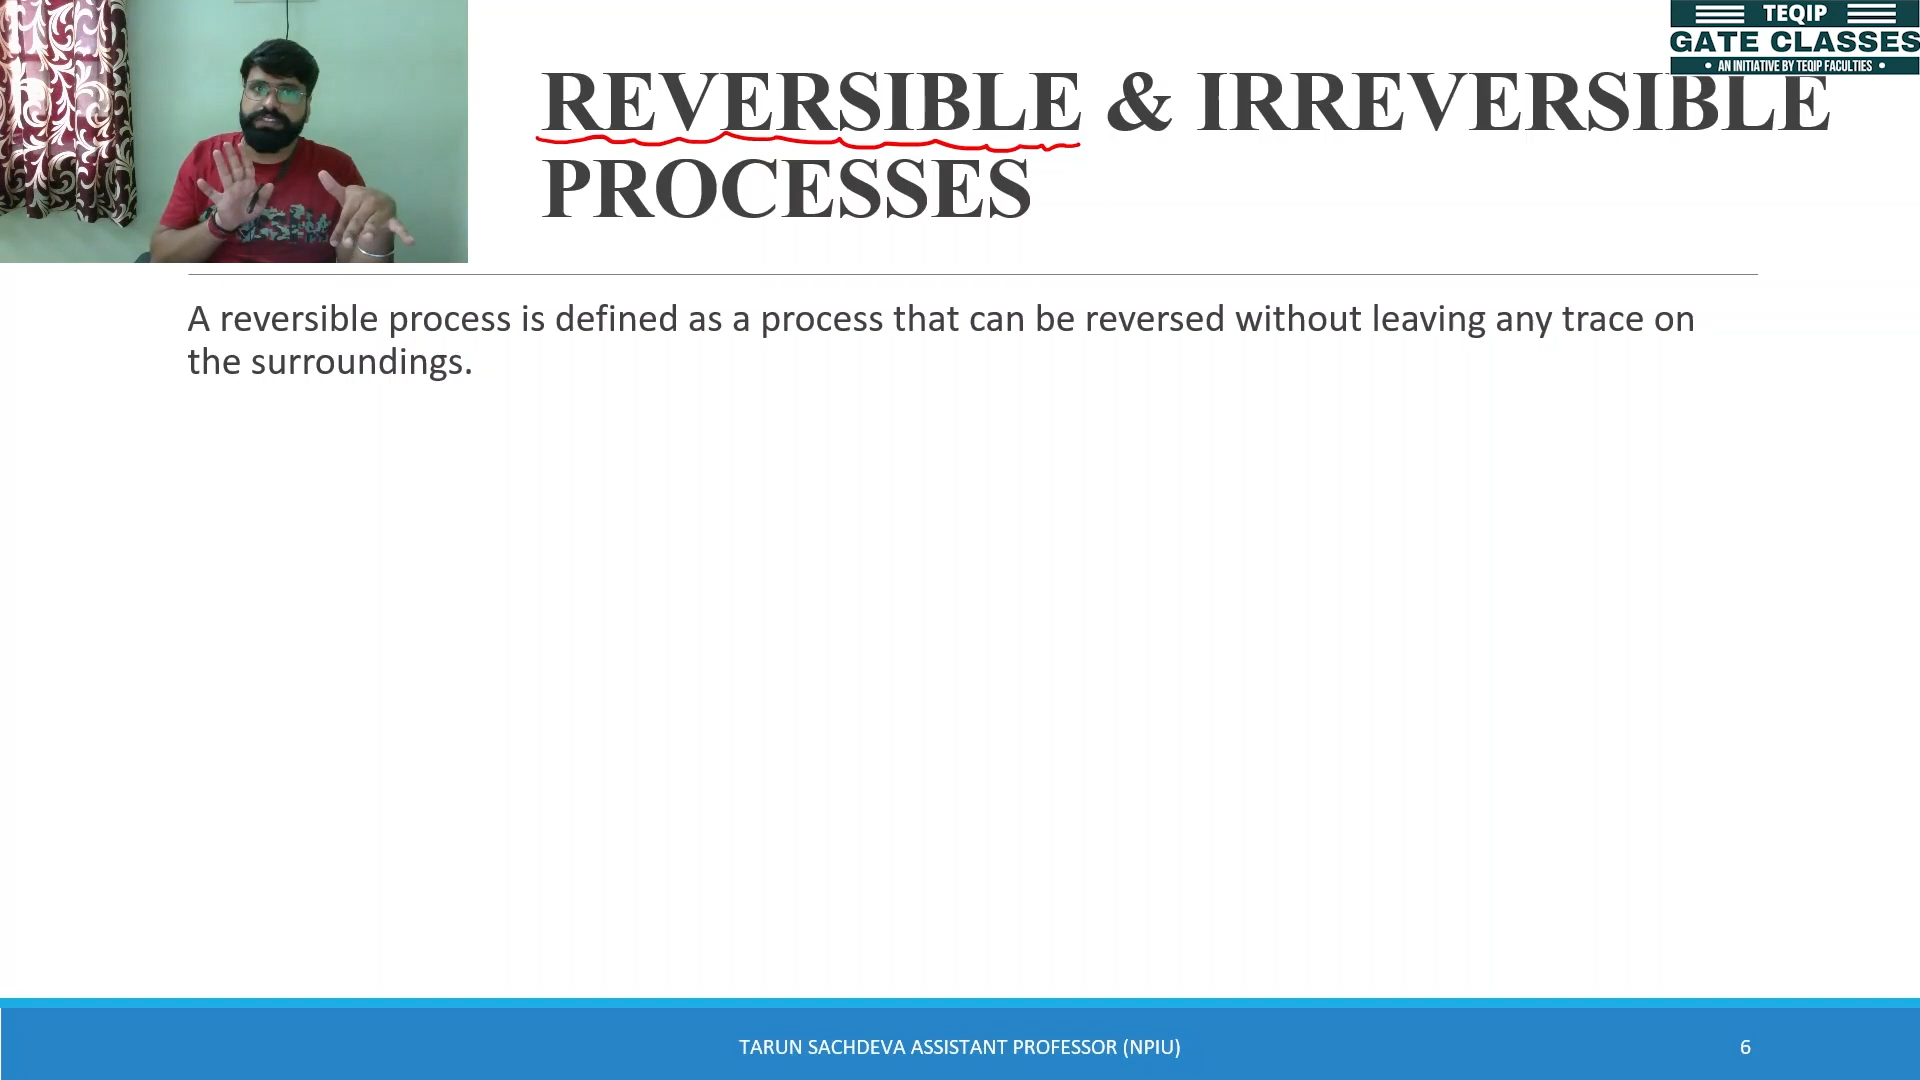 TEQIP
GATE CLASSES
• AN INITIATIVE BY TEQIP FACULTIES •
REVERSIBLE & IRREVERSIBLE
PROCESSES
A reversible process is defined as a process that can be reversed without leaving any trace on
the surroundings.
TARUN SACHDEVA ASSISTANT PROFESSOR (NPIU)
6